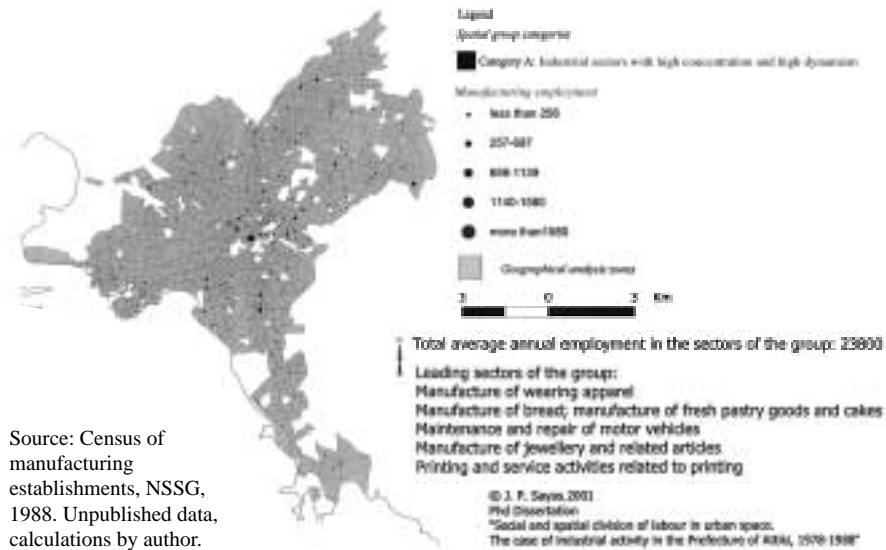 Legend
Spatial group categories
Category A: Industrial sectors with high concentration and high dynamism
Manufacturing employment
less than 256
257-687
688-1139
1140-1680
more than1680
Geographical analysis zones
3 0 3 Km
Total average annual employment in the sectors of the group: 23800
Leading sectors of the group:
Manufacture of wearing apparel
Manufacture of bread; manufacture of fresh pastry goods and cakes
Maintenance and repair of motor vehicles
Manufacture of jewellery and related articles
Printing and service activities related to printing
Source: Census of
manufacturing
establishments, NSSG,
1988. Unpublished data,
calculations by author.
© J. P. Sayas, 2001
Phd Dissertation
"Social and spatial division of labour in urban space.
The case of industrial activity in the Prefecture of Attiki, 1978-1988"